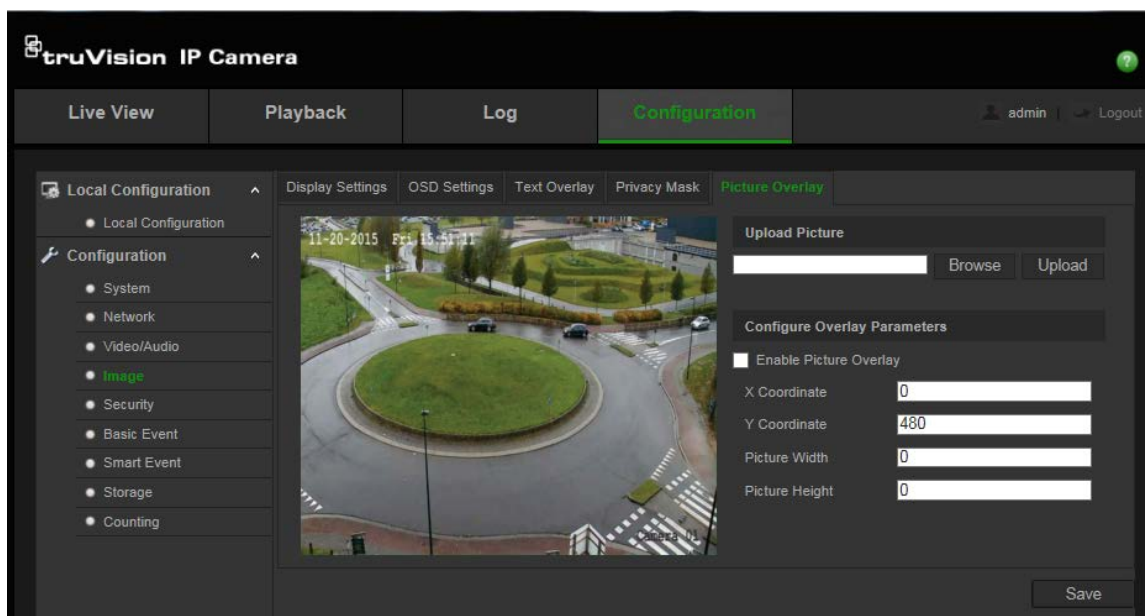 truVision IP Camera
?
Live View
Playback
Log
Configuration
admin | Logout
Local Configuration
Local Configuration
Configuration
System
Network
Video/Audio
Image
Security
Basic Event
Smart Event
Storage
Counting
Display Settings
OSD Settings
Text Overlay
Privacy Mask
Picture Overlay
11-20-2015 Fri 15:51:11
Camera 01
Upload Picture
Browse
Upload
Configure Overlay Parameters
Enable Picture Overlay
X Coordinate 0
Y Coordinate 480
Picture Width 0
Picture Height 0
Save